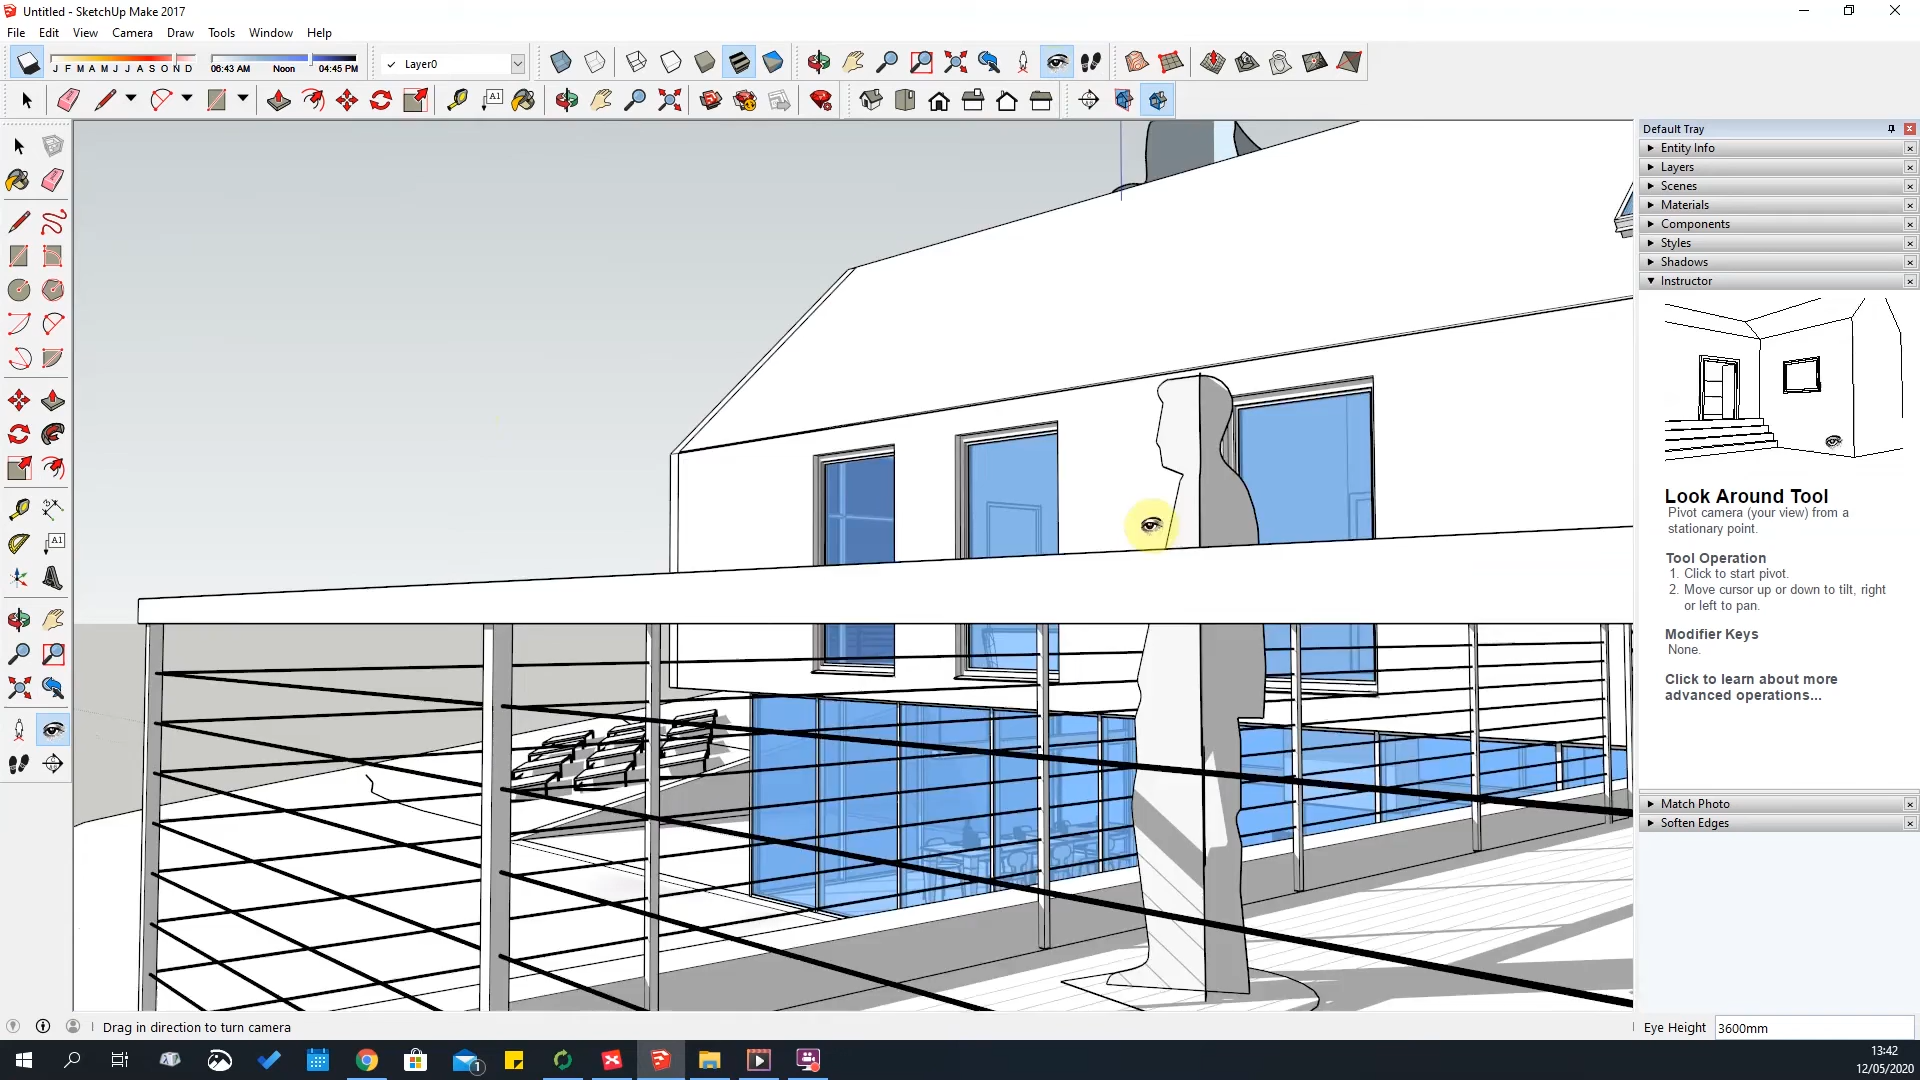 Untitled - SketchUp Make 2017
File Edit View Camera Draw Tools Window Help
J F M A M J J A S O N D
06:43 AM Noon 04:45 PM
Layer0
A1
Default Tray
Entity Info
Layers
Scenes
Materials
Components
Styles
Shadows
Instructor
Look Around Tool
Pivot camera (your view) from a
stationary point.
Tool Operation
1. Click to start pivot.
2. Move cursor up or down to tilt, right
or left to pan.
Modifier Keys
None.
Click to learn about more
advanced operations...
A1
Match Photo
Soften Edges
Drag in direction to turn camera
Eye Height 3600mm
1
13:42
12/05/2020